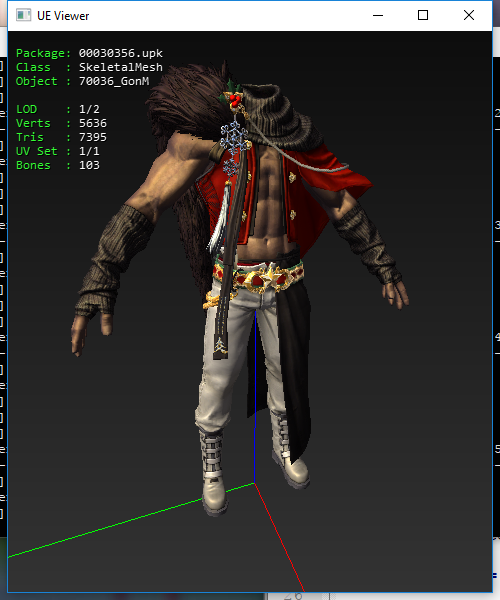 UE Viewer
Package: 00030356.upk
Class : SkeletalMesh
Object : 70036_GonM
LOD : 1/2
Verts : 5636
Tris : 7395
UV Set : 1/1
Bones : 103